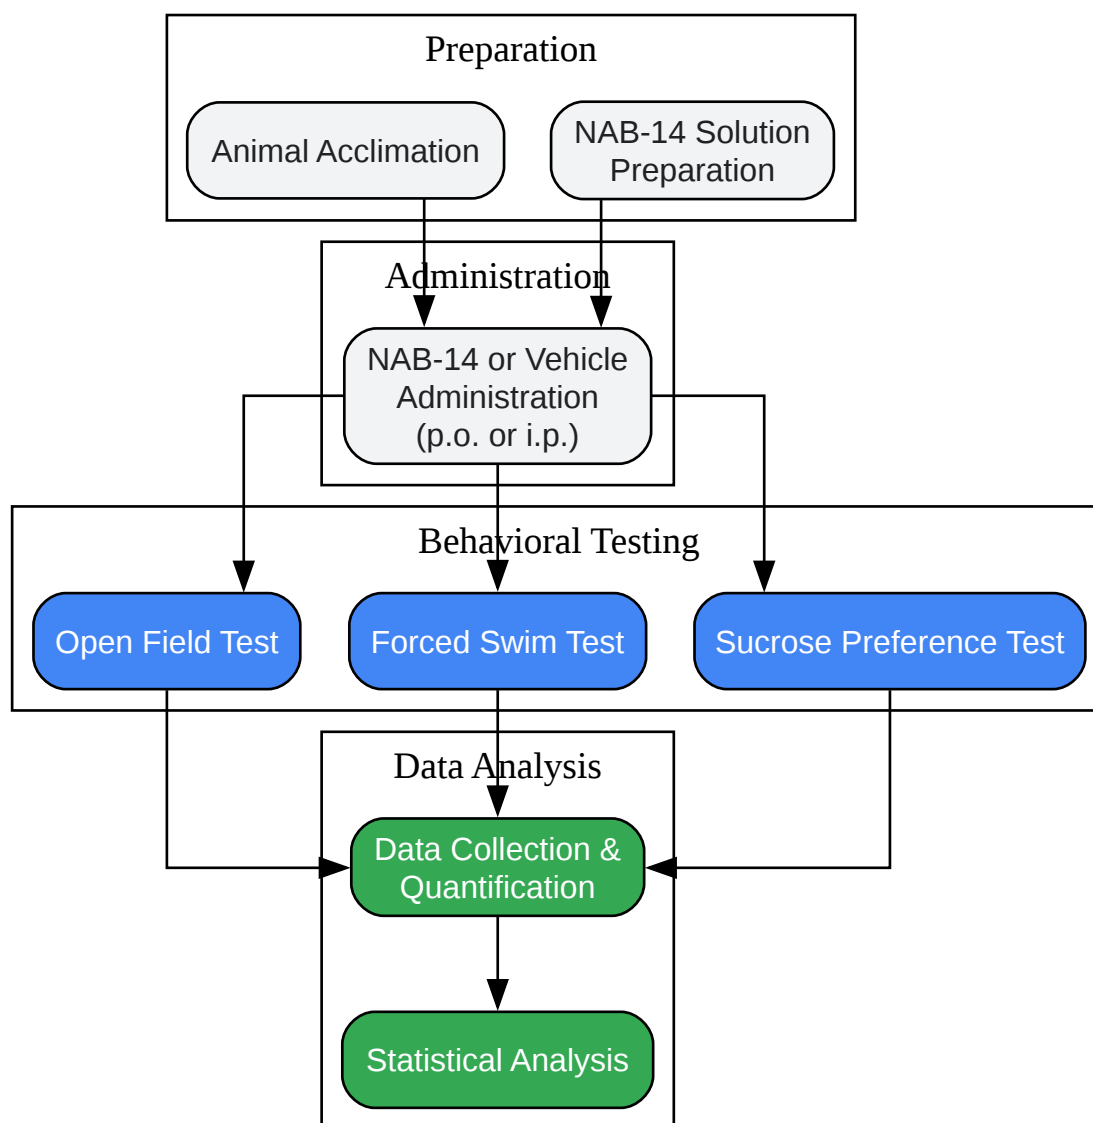 Preparation
Animal Acclimation
NAB-14 Solution
Preparation
Administration
NAB-14 or Vehicle
Administration
(p.o. or i.p.)
Behavioral Testing
Open Field Test
Forced Swim Test
Sucrose Preference Test
Data Analysis
Data Collection &
Quantification
Statistical Analysis